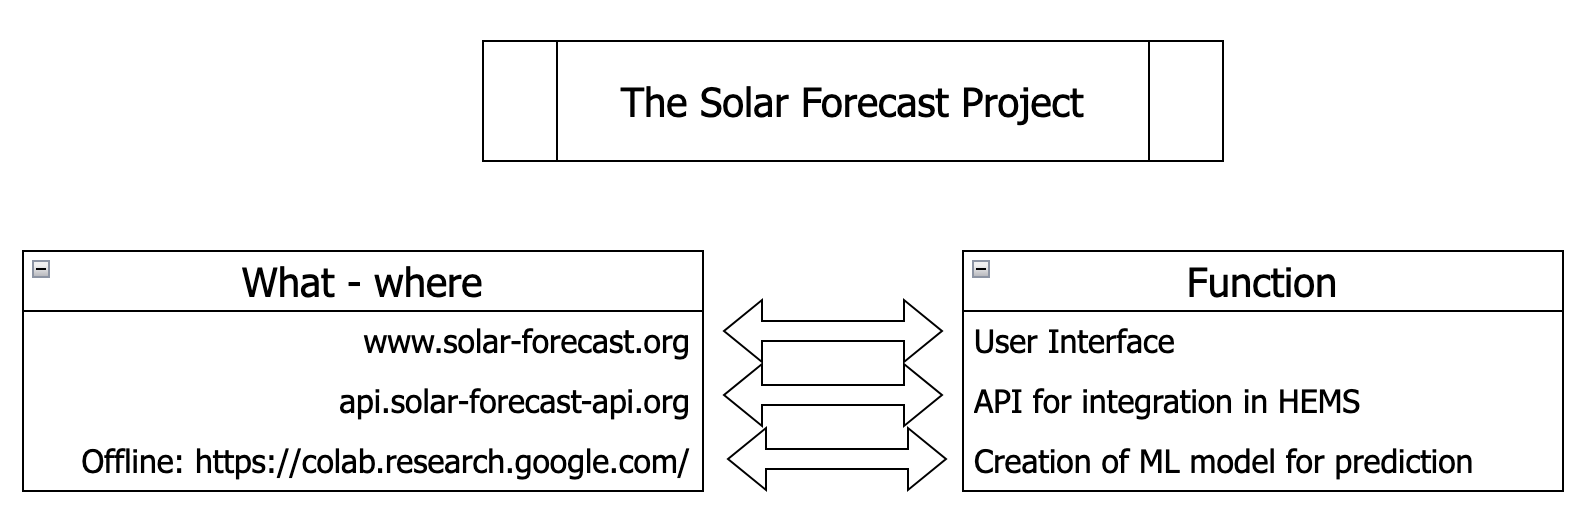 The Solar Forecast Project
What - where
www.solar-forecast.org
api.solar-forecast-api.org
Offline: https://colab.research.google.com/
Function
User Interface
API for integration in HEMS
Creation of ML model for prediction